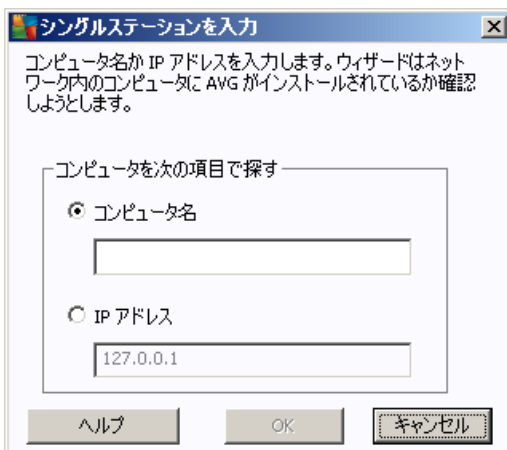 シングルステーションを入力
コンピュータ名か IP アドレスを入力します。ウィザードはネット
ワーク内のコンピュータに AVG がインストールされているか確認
しようとします。
コンピュータを次の項目で探す
コンピュータ名
IP アドレス
127.0.0.1
ヘルプ
OK
キャンセル